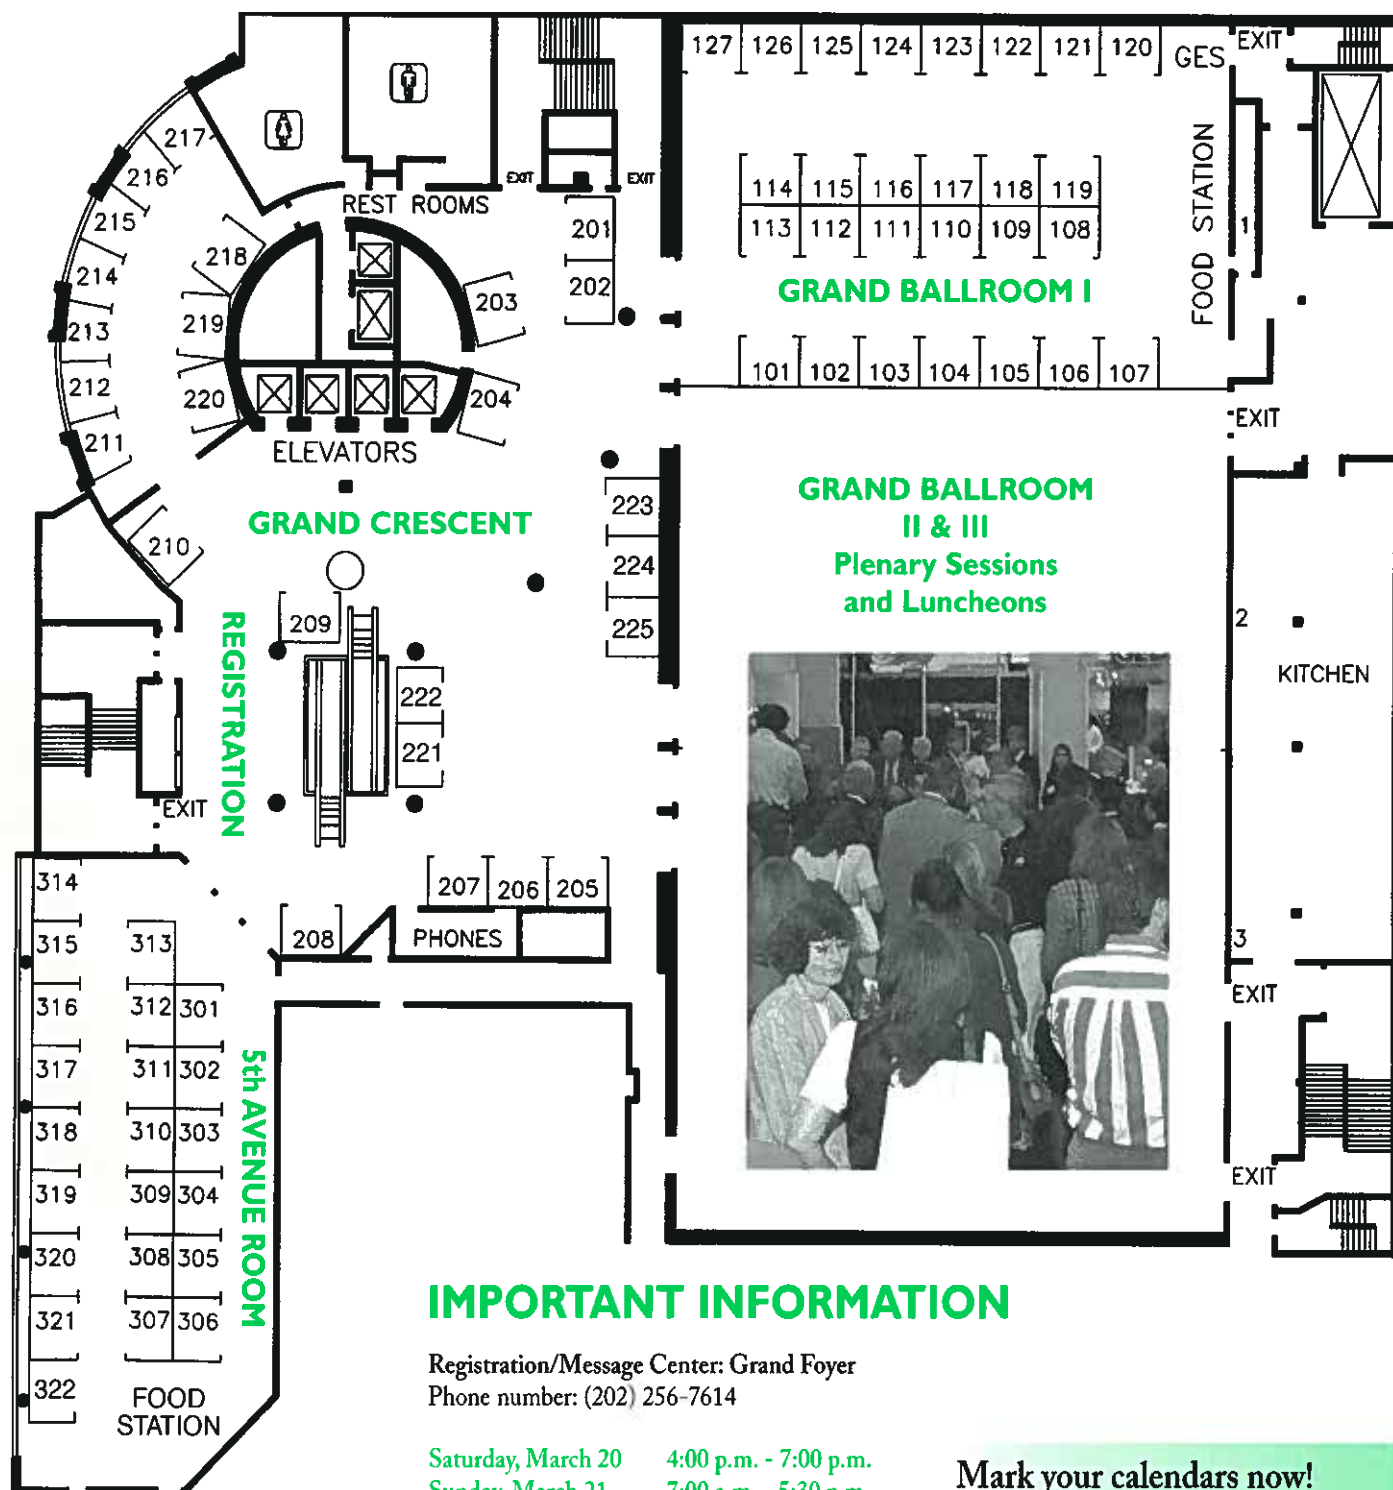 127 126 125 124 123 122 121 120
GES
EXIT
217
216
215
214
213
212
211
210
218
219
220
REST ROOMS
EXIT
EXIT
201
202
203
204
ELEVATORS
GRAND CRESCENT
114 115 116 117 118 119
113 112 111 110 109 108
GRAND BALLROOM I
FOOD STATION
1
101 102 103 104 105 106 107
EXIT
GRAND BALLROOM
II & III
Plenary Sessions
and Luncheons
223
224
225
209
222
221
REGISTRATION
EXIT
2
KITCHEN
3
EXIT
EXIT
207 206 205
208
PHONES
314
315
316
317
318
319
320
321
322
313
312 301
311 302
310 303
309 304
308 305
307 306
5th AVENUE ROOM
FOOD
STATION
IMPORTANT INFORMATION
Registration/Message Center: Grand Foyer
Phone number: (202) 256-7614
Saturday, March 20 4:00 p.m. - 7:00 p.m.
Sunday, March 21 7:00 a.m. - 5:30 p.m.
Mark your calendars now!